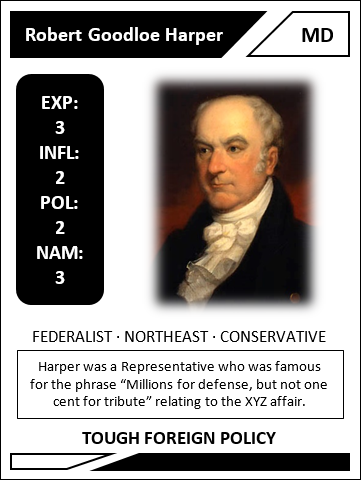 Robert Goodloe Harper
MD
EXP:
3
INFL:
2
POL:
2
NAM:
3
FEDERALIST · NORTHEAST · CONSERVATIVE
Harper was a Representative who was famous
for the phrase “Millions for defense, but not one
cent for tribute” relating to the XYZ affair.
TOUGH FOREIGN POLICY